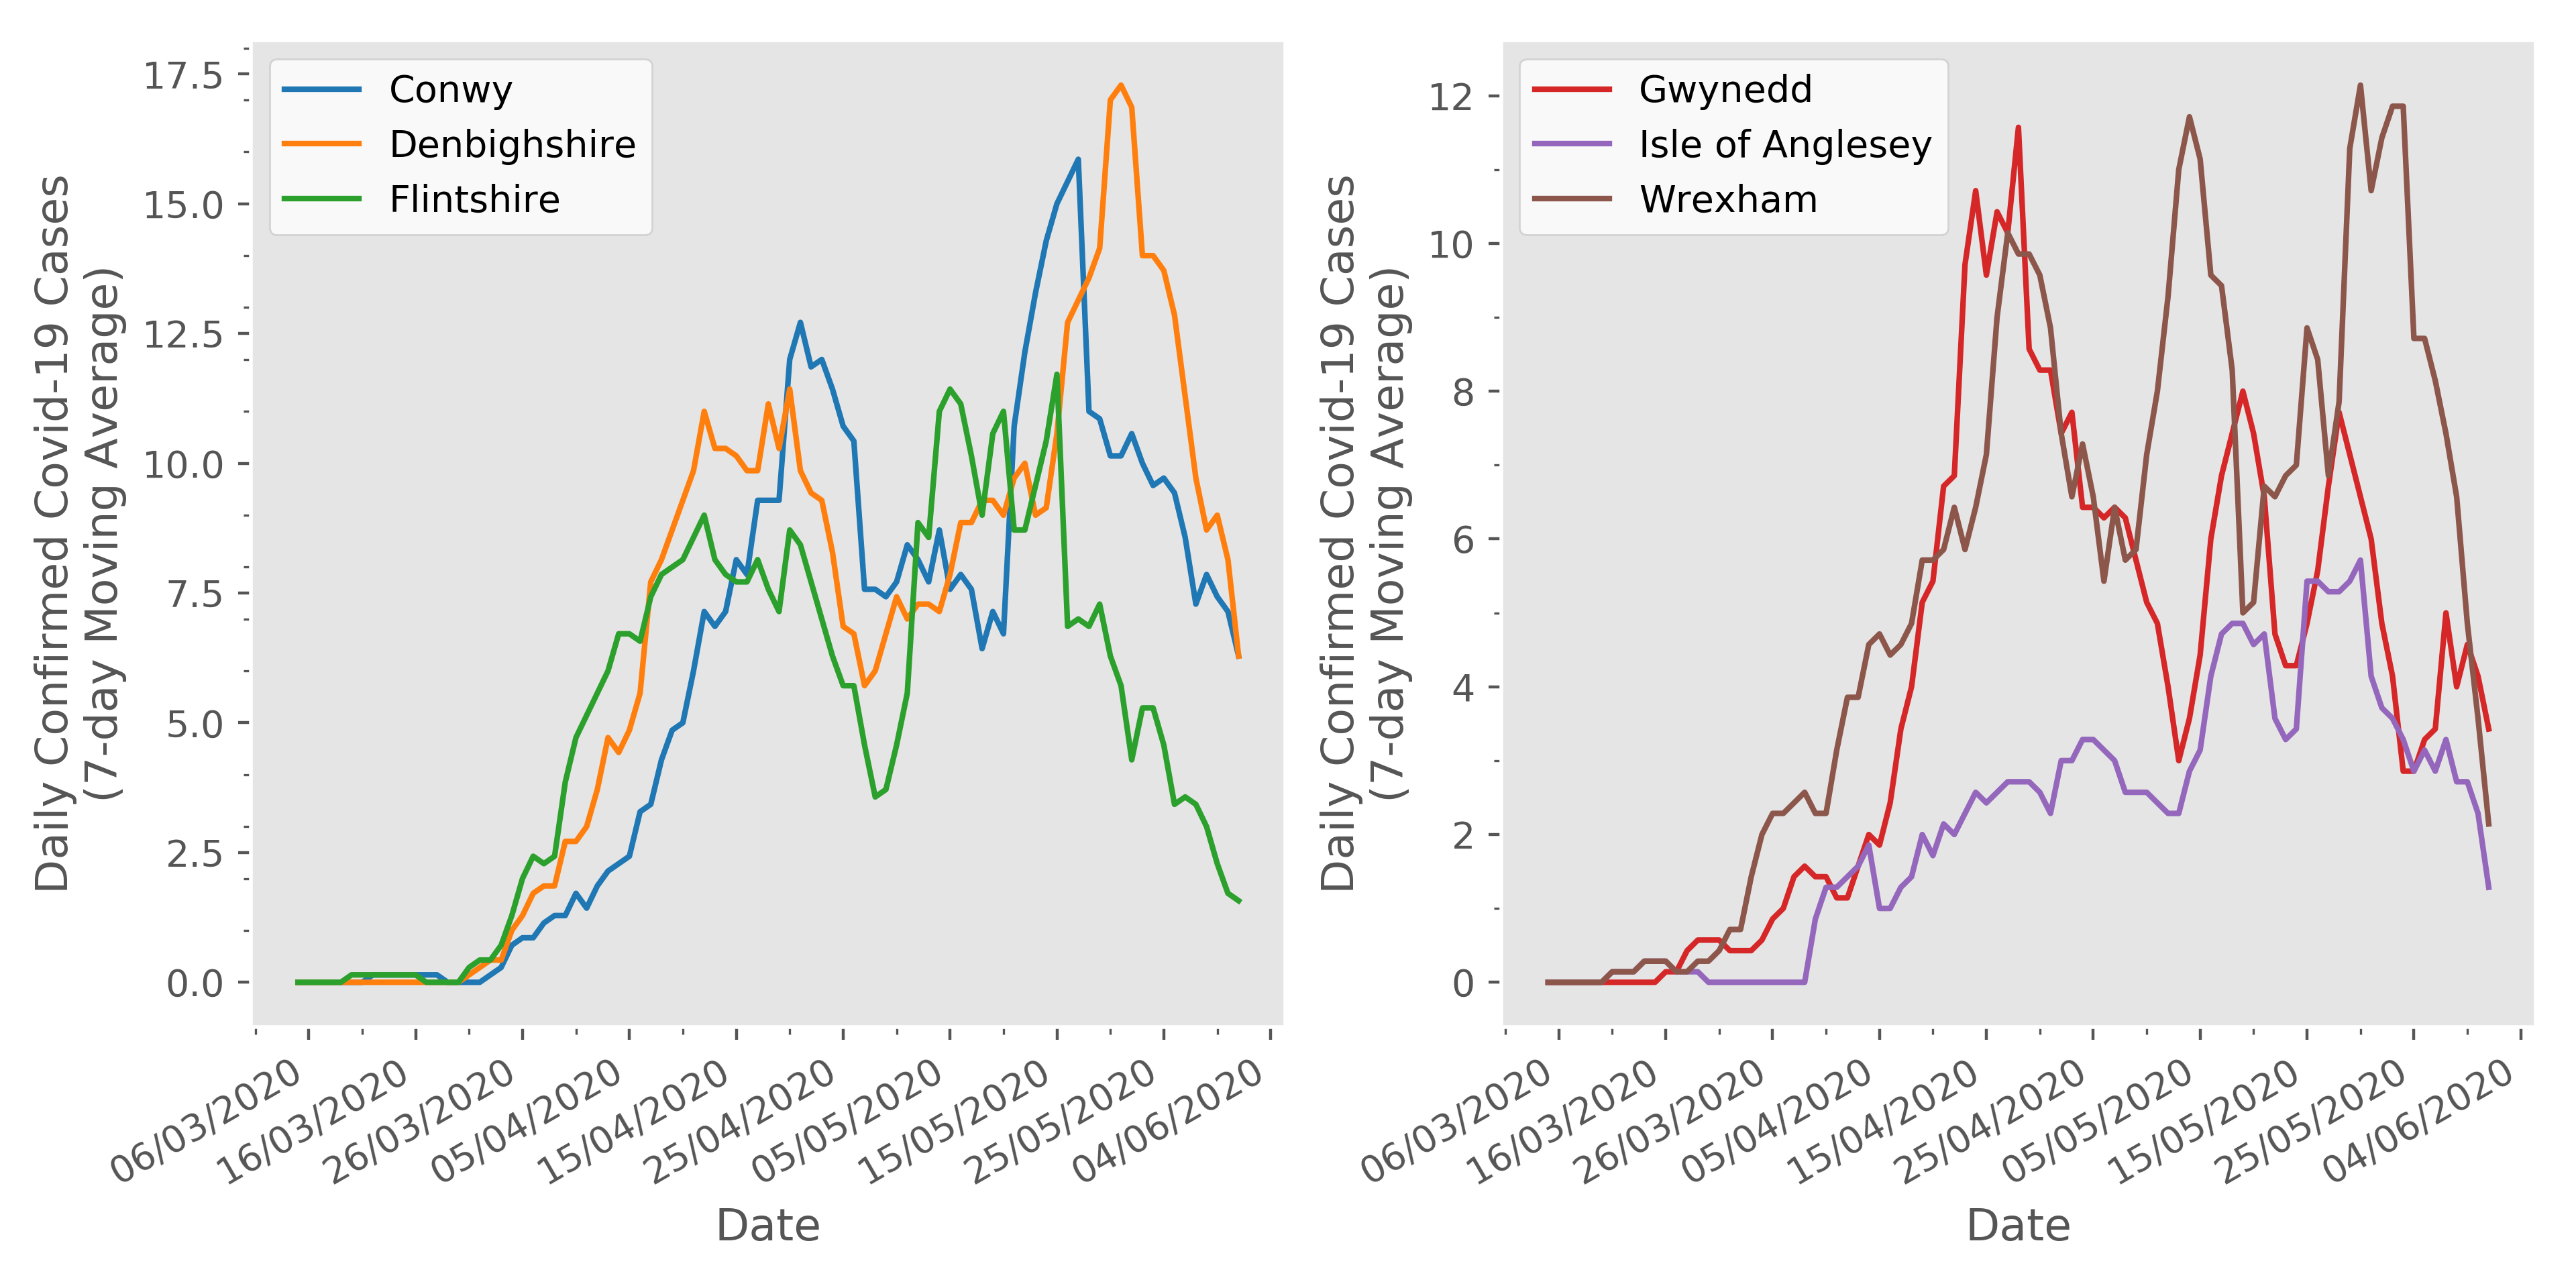 Daily Confirmed Covid-19 Cases
(7-day Moving Average)
17.5
15.0
12.5
10.0
7.5
5.0
2.5
0.0
Conwy
Denbighshire
Flintshire
06/03/2020
16/03/2020
26/03/2020
05/04/2020
15/04/2020
25/04/2020
05/05/2020
15/05/2020
25/05/2020
04/06/2020
Date
Daily Confirmed Covid-19 Cases
(7-day Moving Average)
12
10
8
6
4
2
0
Gwynedd
Isle of Anglesey
Wrexham
06/03/2020
16/03/2020
26/03/2020
05/04/2020
15/04/2020
25/04/2020
05/05/2020
15/05/2020
25/05/2020
04/06/2020
Date